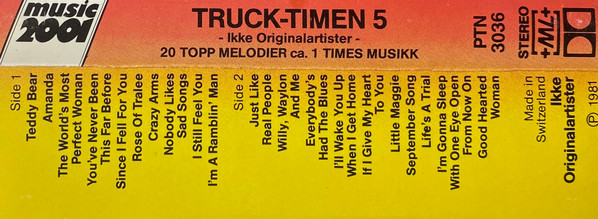 music
2001
TRUCK-TIMEN 5
- Ikke Originalartister -
20 TOPP MELODIER ca. 1 TIMES MUSIKK
PTN
3036
STEREO
Side 1
Teddy Bear
Amanda
The World's Most
Perfect Woman
You've Never Been
This Far Before
Since I Fell For You
Rose Of Tralee
Crazy Arms
Nobody Likes
Sad Songs
I Still Feel You
I'm A Ramblin' Man
Side 2
Just Like
Real People
Willy, Wayon
And Me
Everybody's
Had The Blues
I'll Wake You Up
When I Get Home
If I Give My Heart
To You
Little Maggie
September Song
Life's A Trial
I'm Gonna Sleep
With One Eye Open
From Now On
Good Hearted
Woman
Made in
Switzerland
Ikke
Originalartister
Ⓟ 1981